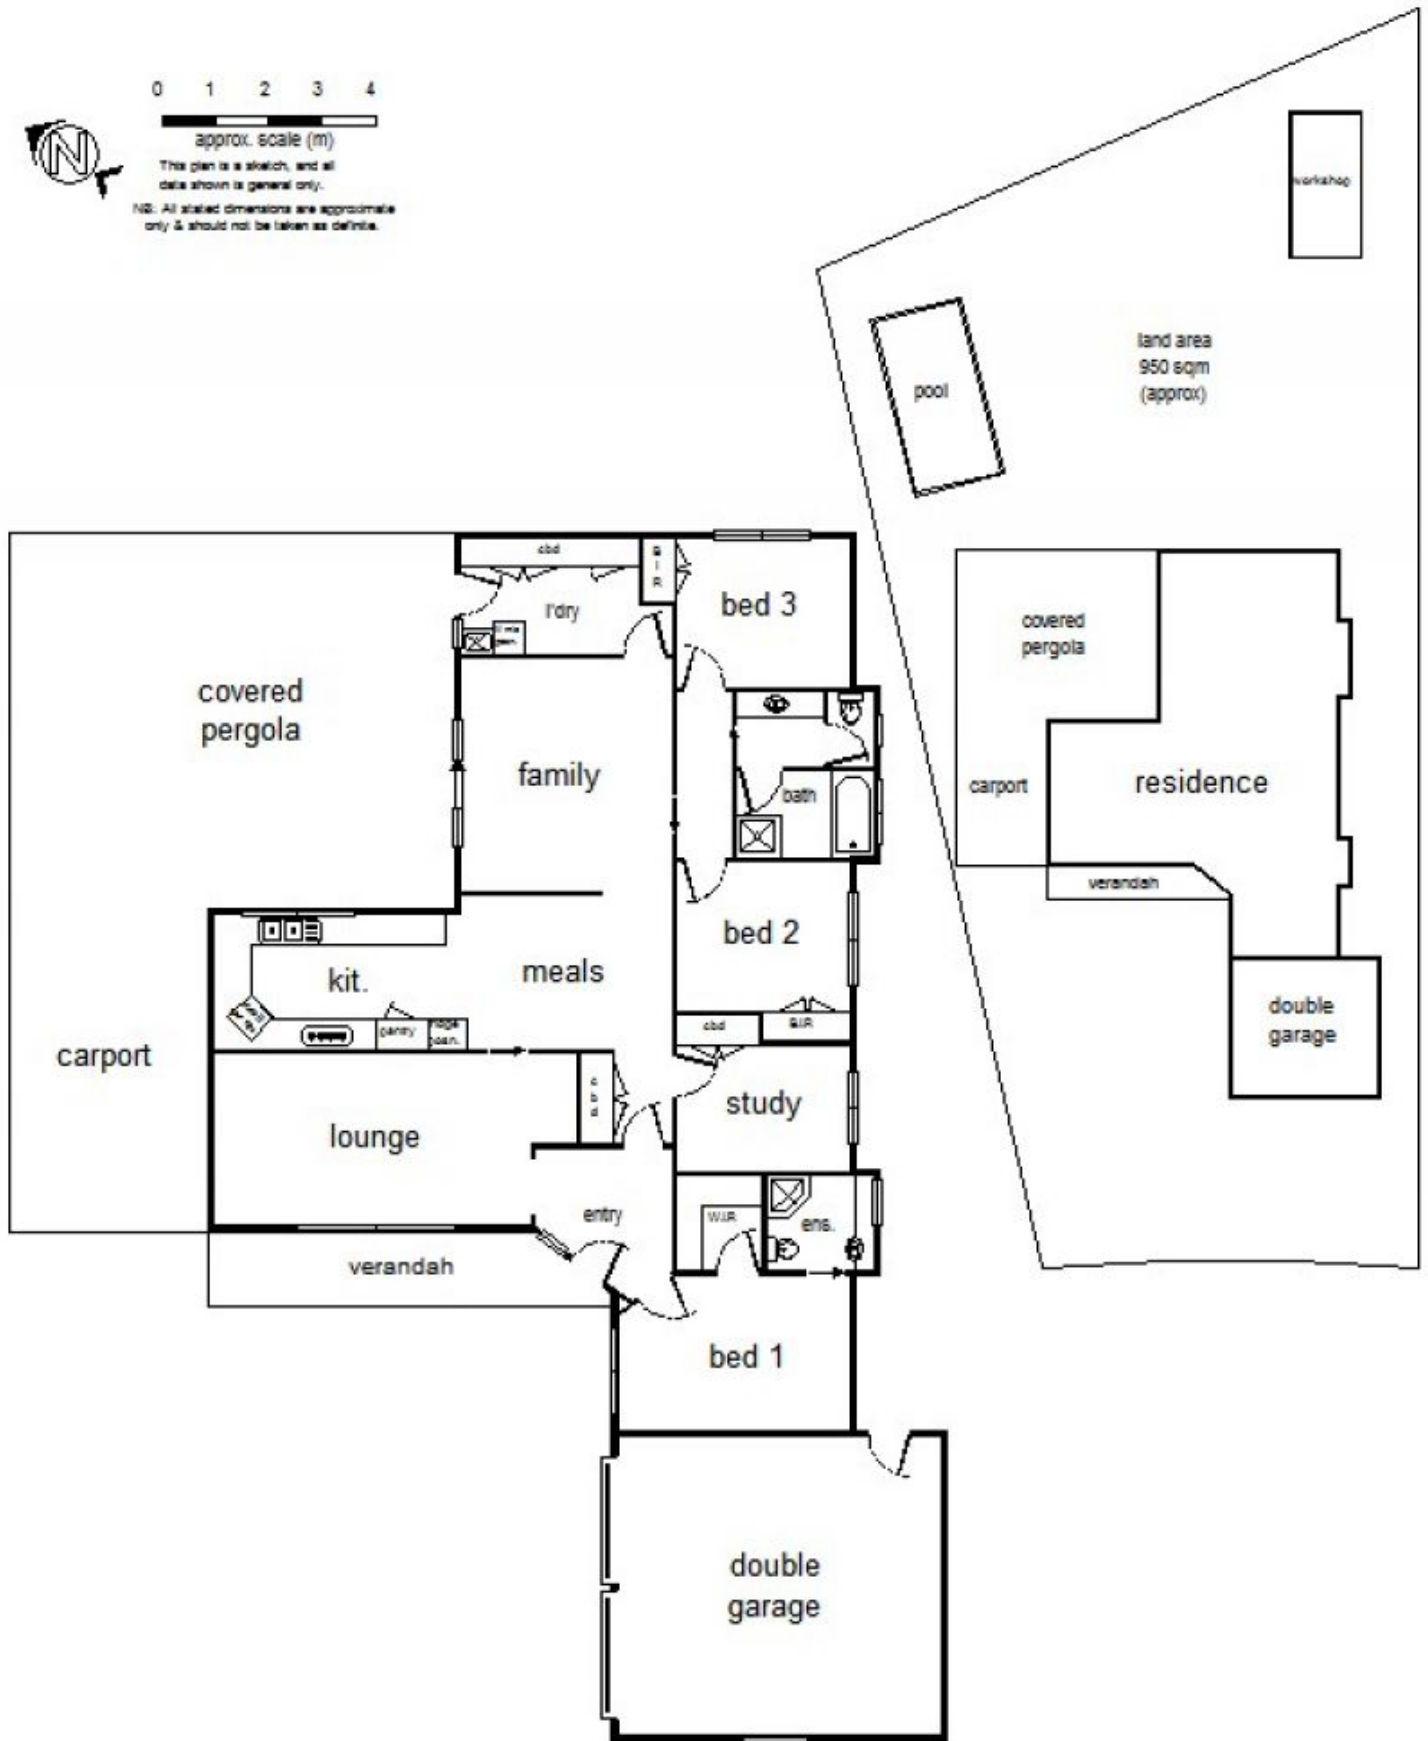 0 1 2 3 4
approx. scale (m)
N
This plan is a sketch, and all
data shown is general only.
NB: All stated dimensions are approximate
only & should not be taken as definite.
workshop
land area
950 sqm
(approx)
pool
cbd
B
I
R
l'dry
bed 3
covered
pergola
covered
pergola
family
bath
carport
residence
verandah
bed 2
kit.
meals
pantry
cbd
B.I.R
double
garage
carport
lounge
c
b
d
study
entry
W.I.R
ens.
verandah
bed 1
double
garage